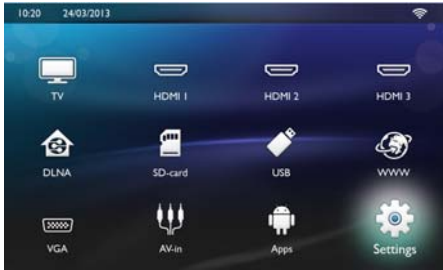 10:20 24/03/2013
TV HDMI 1 HDMI 2 HDMI 3
DLNA SD-card USB WWW
VGA AV-in Apps Settings